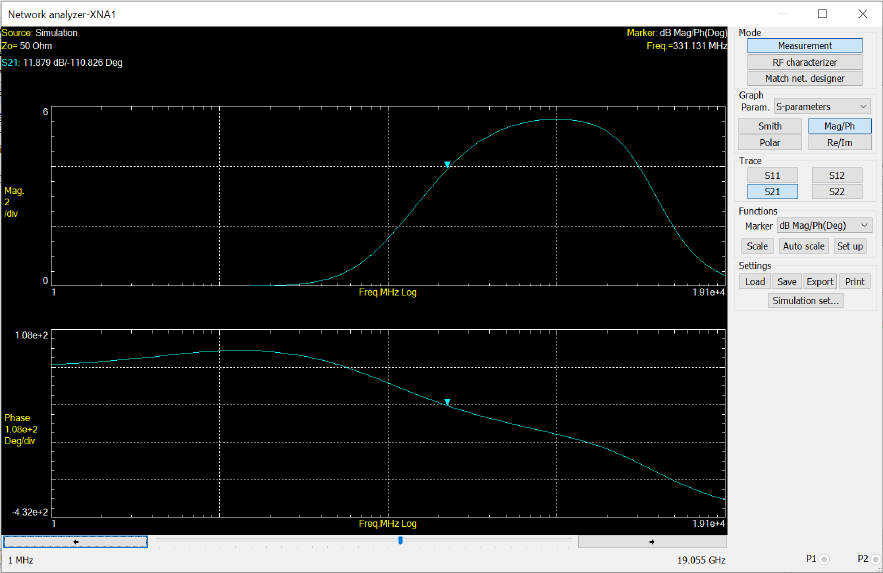 Network analyzer-XNA1
Source: Simulation
Zo= 50 Ohm
Marker: dB Mag/Ph(Deg)
Freq.=331.131 MHz
S21: 11.879 dB/-110.826 Deg
6
Mag.
2
/div
0
1
Freq.MHz Log
1.91e+4
1.08e+2
Phase
1.08e+2
Deg/div
-4.32e+2
1
Freq.MHz Log
1.91e+4
1 MHz
19.055 GHz
Mode
Measurement
RF characterizer
Match net. designer
Graph
Param. S-parameters
Smith Mag/Ph
Polar Re/Im
Trace
S11 S12
S21 S22
Functions
Marker dB Mag/Ph(Deg)
Scale Auto scale Set up
Settings
Load Save Export Print
Simulation set...
P1 P2